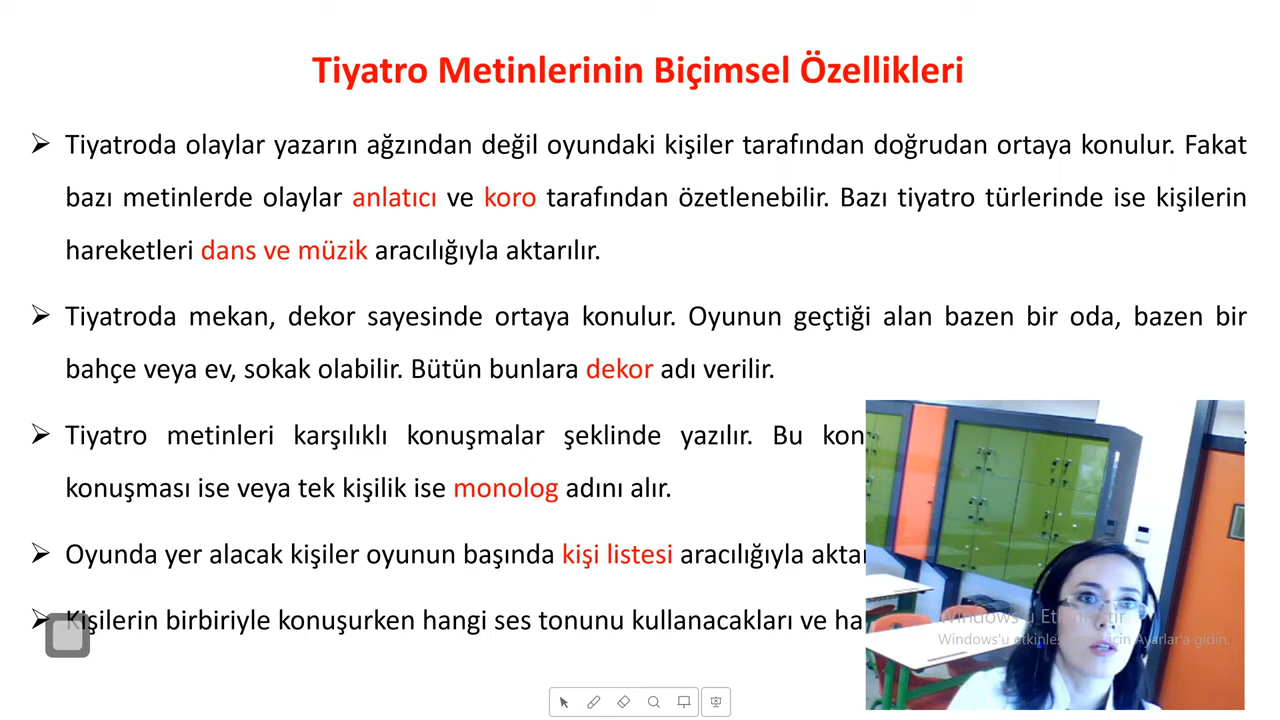 Tiyatro Metinlerinin Biçimsel Özellikleri
Tiyatroda olaylar yazarın ağzından değil oyundaki kişiler tarafından doğrudan ortaya konulur. Fakat
bazı metinlerde olaylar anlatıcı ve koro tarafından özetlenebilir. Bazı tiyatro türlerinde ise kişilerin
hareketleri dans ve müzik aracılığıyla aktarılır.
Tiyatroda mekan, dekor sayesinde ortaya konulur. Oyunun geçtiği alan bazen bir oda, bazen bir
bahçe veya ev, sokak olabilir. Bütün bunlara dekor adı verilir.
Tiyatro metinleri karşılıklı konuşmalar şeklinde yazılır. Bu
konuşması ise veya tek kişilik ise monolog adını alır.
Oyunda yer alacak kişiler oyunun başında kişi listesi aracılığıyla
Kişilerin birbiriyle konuşurken hangi ses tonunu kullanacakları ve
Windows'u Etkinleştir
Windows'u etkinleştirmek için Ayarlar'a gidin.